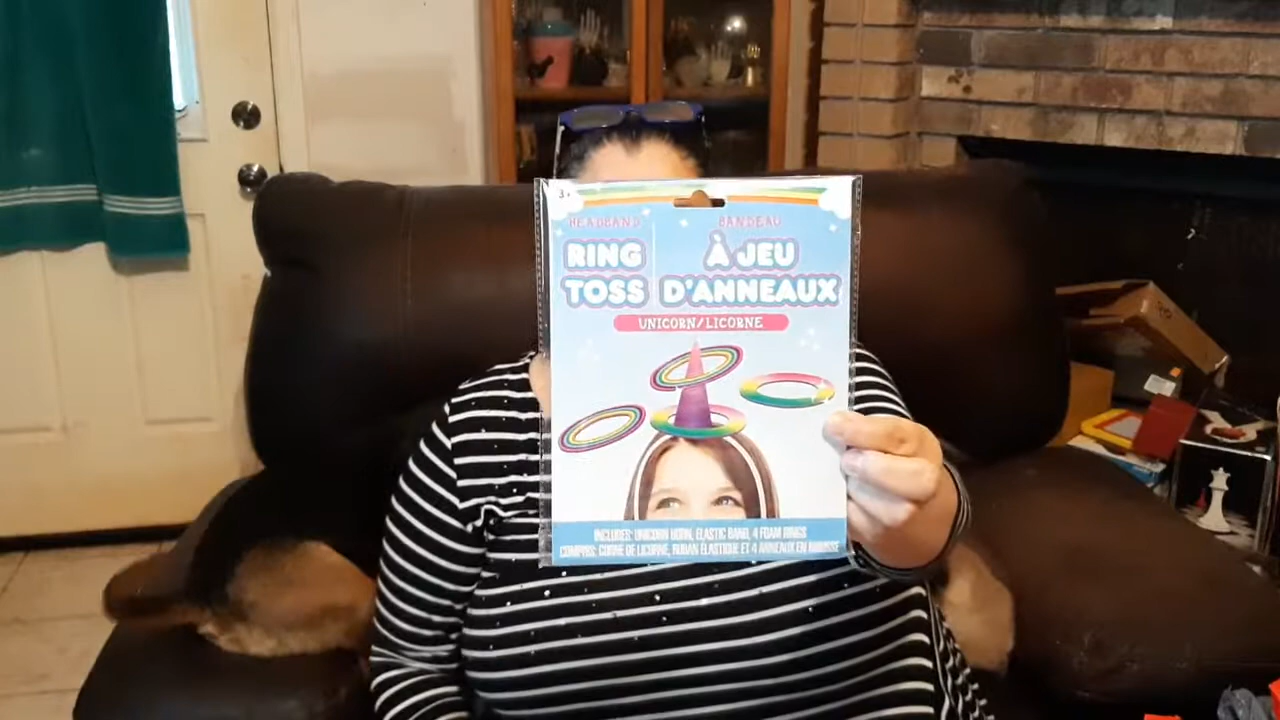 3+
HEADBAND
RING
TOSS
BANDEAU
À JEU
D'ANNEAUX
UNICORN/LICORNE
INCLUDES: UNICORN HORN, ELASTIC BAND, 4 FOAM RINGS
COMPREND: CORNE DE LICORNE, RUBAN ÉLASTIQUE ET 4 ANNEAUX EN MOUSSE